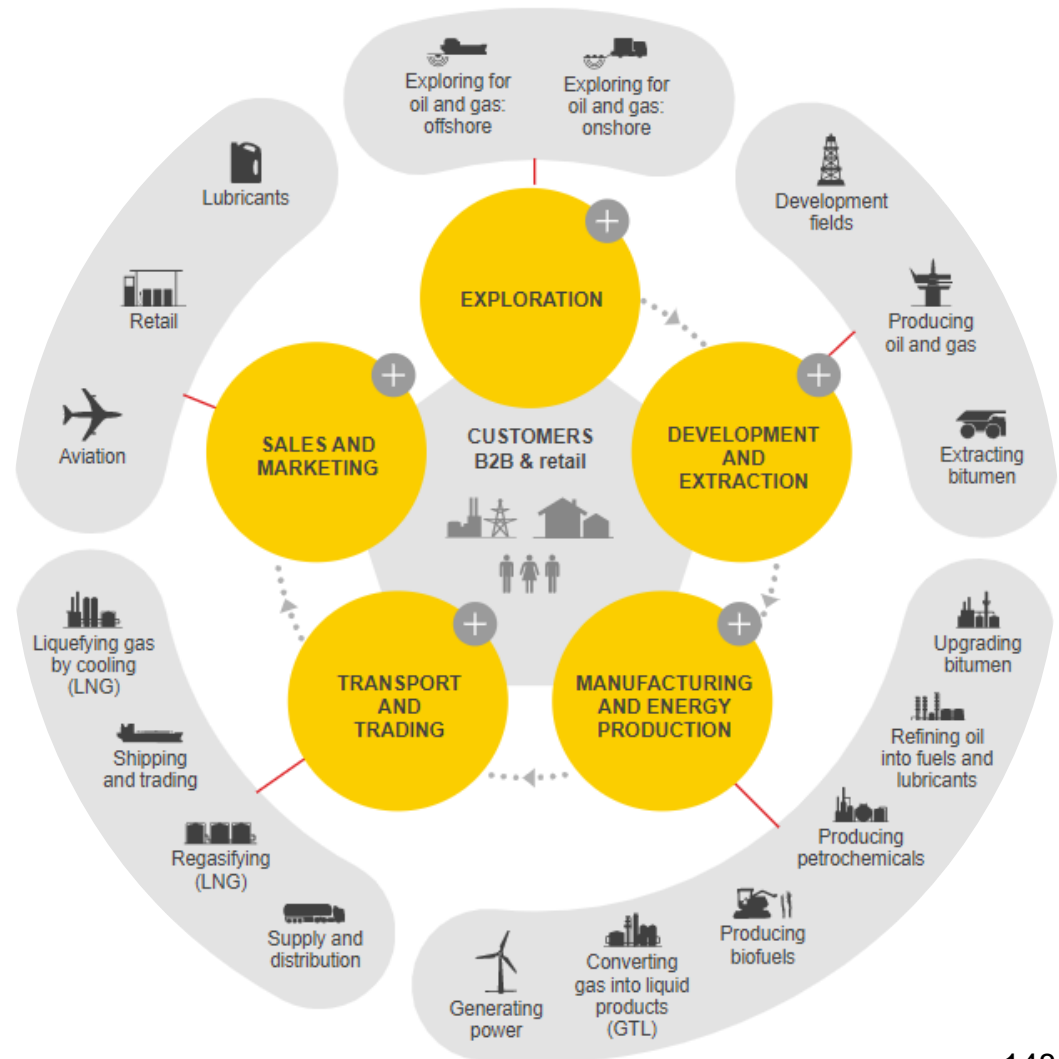 Exploring for
oil and gas:
offshore
Exploring for
oil and gas:
onshore
Lubricants
Retail
Aviation
Development
fields
Producing
oil and gas
Extracting
bitumen
EXPLORATION
SALES AND
MARKETING
CUSTOMERS
B2B & retail
DEVELOPMENT
AND
EXTRACTION
TRANSPORT
AND
TRADING
MANUFACTURING
AND ENERGY
PRODUCTION
Liquefying gas
by cooling
(LNG)
Shipping
and trading
Regasifying
(LNG)
Supply and
distribution
Upgrading
bitumen
Refining oil
into fuels and
lubricants
Producing
petrochemicals
Producing
biofuels
Converting
gas into liquid
products
(GTL)
Generating
power